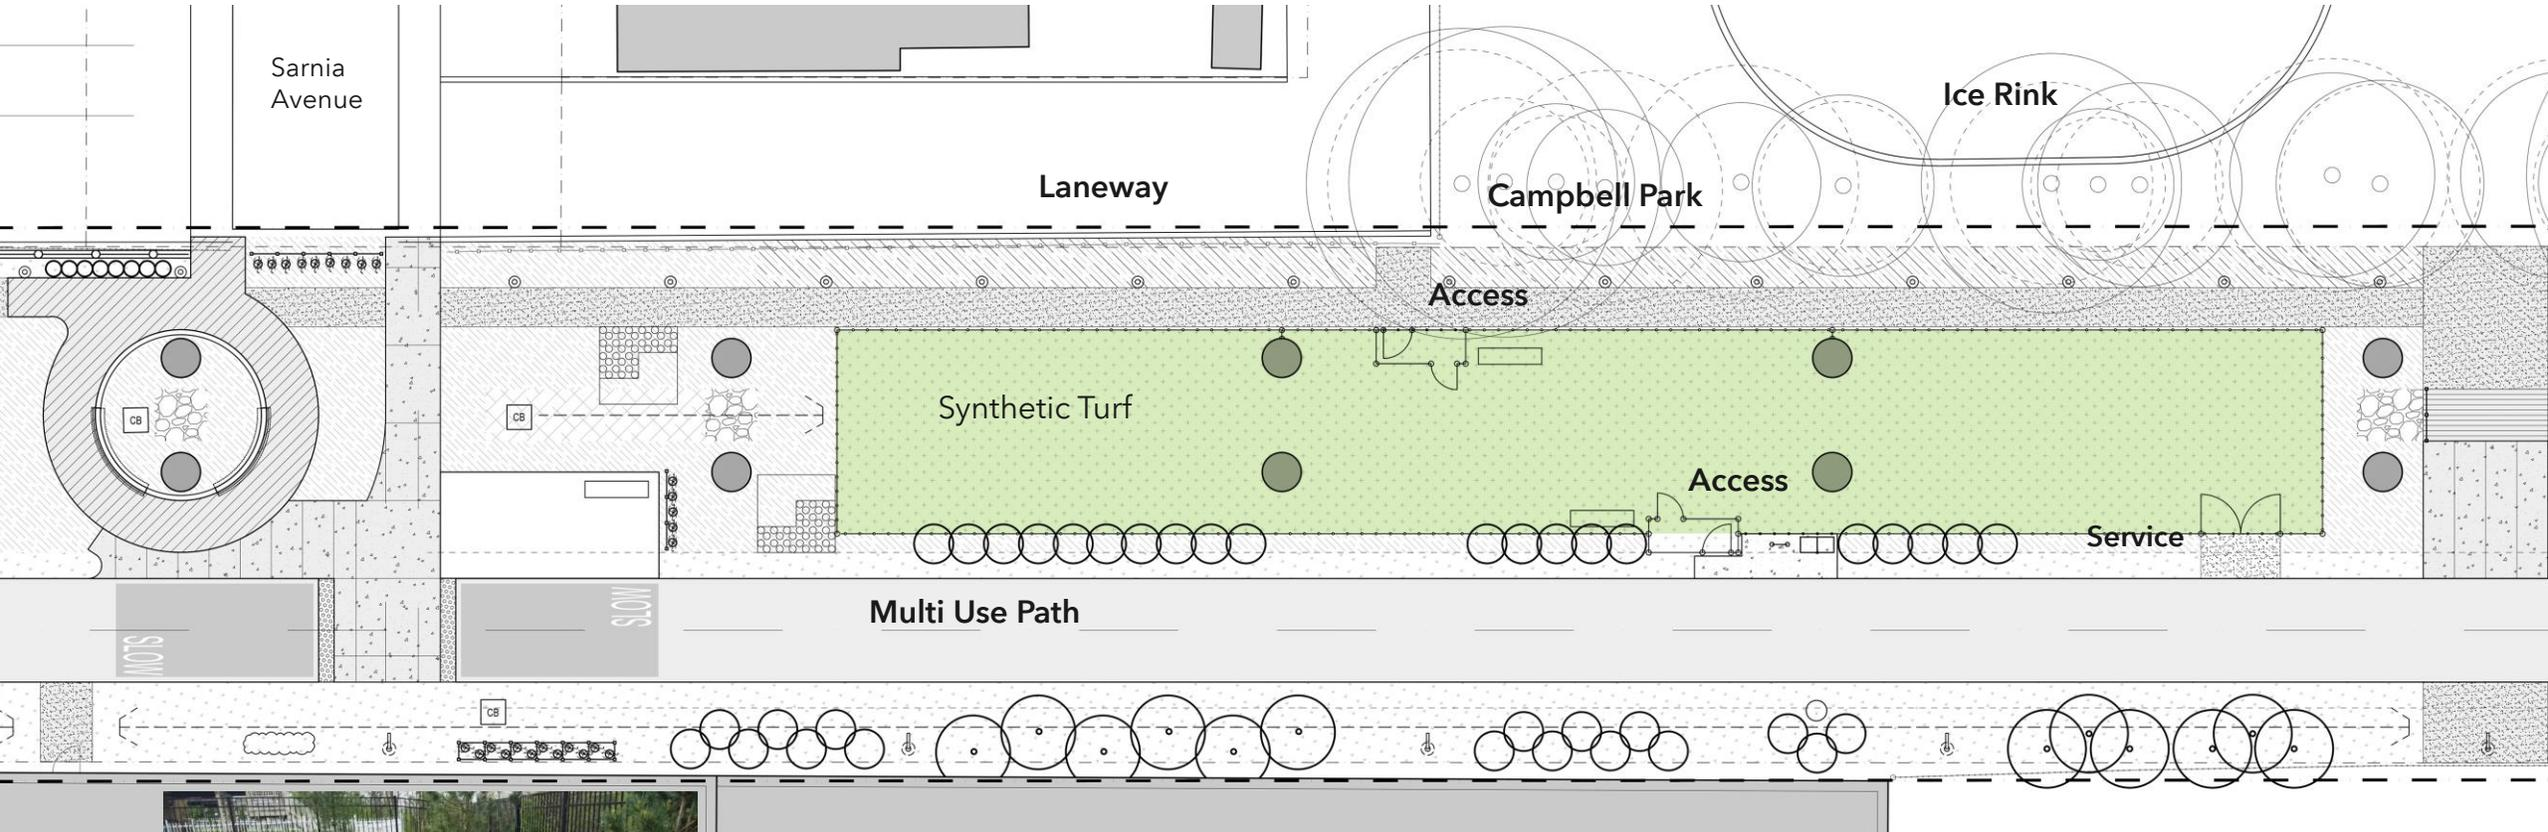 Sarnia
Avenue
Ice Rink
Laneway
Campbell Park
Access
Synthetic Turf
CB
CB
Access
Service
Multi Use Path
SLOW
SLOW
CB